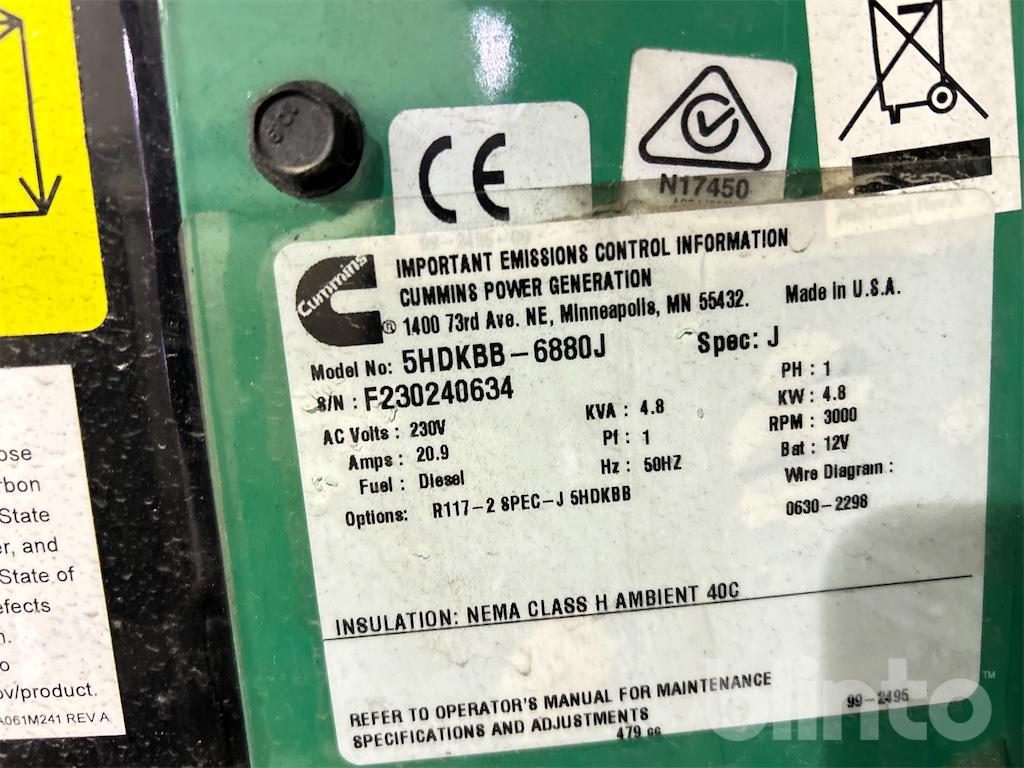 CE
N17450
Cummins
®
IMPORTANT EMISSIONS CONTROL INFORMATION
CUMMINS POWER GENERATION
1400 73rd Ave. NE, Minneapolis, MN 55432.
Made in U.S.A.
Model No: 5HDKBB-6880J
Spec: J
S/N : F230240634
PH : 1
AC Volts : 230V
KVA : 4.8
KW : 4.8
Amps : 20.9
Pf : 1
RPM : 3000
Fuel : Diesel
Hz : 50HZ
Bat : 12V
Options: R117-2 SPEC-J 5HDKBB
Wire Diagram :
0630-2298
INSULATION: NEMA CLASS H AMBIENT 40C
REFER TO OPERATOR'S MANUAL FOR MAINTENANCE
SPECIFICATIONS AND ADJUSTMENTS
479 cc
99-2495
State
er, and
State of
efects
ov/product.
A061M241 REV A
blinto™